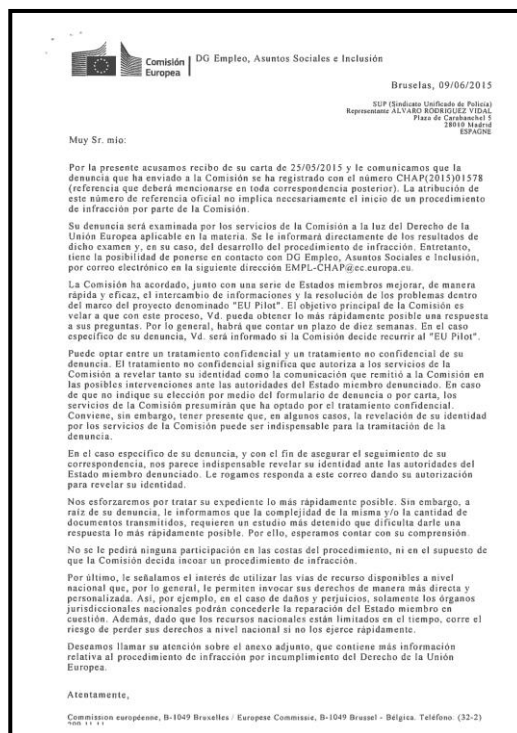 Comisión
Europea
DG Empleo, Asuntos Sociales e Inclusión
Bruselas, 09/06/2015
SUP (Sindicato Unificado de Policía)
Representante ALVARO RODRIGUEZ VIDAL
Plaza de Carabanchel 5
28010 Madrid
ESPAGNE
Muy Sr. mio:
Por la presente acusamos recibo de su carta de 25/05/2015 y le comunicamos que la
denuncia que ha enviado a la Comisión se ha registrado con el número CHAP(2015)01578
(referencia que deberá mencionarse en toda correspondencia posterior). La atribución de
este número de referencia oficial no implica necesariamente el inicio de un procedimiento
de infracción por parte de la Comisión.
Su denuncia será examinada por los servicios de la Comisión a la luz del Derecho de la
Unión Europea aplicable en la materia. Se le informará directamente de los resultados de
dicho examen y, en su caso, del desarrollo del procedimiento de infracción. Entretanto,
tiene la posibilidad de ponerse en contacto con DG Empleo, Asuntos Sociales e Inclusión,
por correo electrónico en la siguiente dirección EMPL-CHAP@ec.europa.eu.
La Comisión ha acordado, junto con una serie de Estados miembros mejorar, de manera
rápida y eficaz, el intercambio de informaciones y la resolución de los problemas dentro
del marco del proyecto denominado "EU Pilot". El objetivo principal de la Comisión es
velar a que con este proceso, Vd. pueda obtener lo más rápidamente posible una respuesta
a sus preguntas. Por lo general, habrá que contar un plazo de diez semanas. En el caso
específico de su denuncia, Vd. será informado si la Comisión decide recurrir al "EU Pilot".
Puede optar entre un tratamiento confidencial y un tratamiento no confidencial de su
denuncia. El tratamiento no confidencial significa que autoriza a los servicios de la
Comisión a revelar tanto su identidad como la comunicación que remitió a la Comisión en
las posibles intervenciones ante las autoridades del Estado miembro denunciado. En caso
de que no indique su elección por medio del formulario de denuncia o por carta, los
servicios de la Comisión presumirán que ha optado por el tratamiento confidencial.
Conviene, sin embargo, tener presente que, en algunos casos, la revelación de su identidad
por los servicios de la Comisión puede ser indispensable para la tramitación de la
denuncia.
En el caso específico de su denuncia, y con el fin de asegurar el seguimiento de su
correspondencia, nos parece indispensable revelar su identidad ante las autoridades del
Estado miembro denunciado. Le rogamos responda a este correo dando su autorización
para revelar su identidad.
Nos esforzaremos por tratar su expediente lo más rápidamente posible. Sin embargo, a
raíz de su denuncia, le informamos que la complejidad de la misma y/o la cantidad de
documentos transmitidos, requieren un estudio más detenido que dificulta darle una
respuesta lo más rápidamente posible. Por ello, esperamos contar con su comprensión.
No se le pedirá ninguna participación en las costas del procedimiento, ni en el supuesto de
que la Comisión decida incoar un procedimiento de infracción.
Por último, le señalamos el interés de utilizar las vías de recurso disponibles a nivel
nacional que, por lo general, le permiten invocar sus derechos de manera más directa y
personalizada. Así, por ejemplo, en el caso de daños y perjuicios, solamente los órganos
jurisdiccionales nacionales podrán concederle la reparación del Estado miembro en
cuestión. Además, dado que los recursos nacionales están limitados en el tiempo, corre el
riesgo de perder sus derechos a nivel nacional si no los ejerce rápidamente.
Deseamos llamar su atención sobre el anexo adjunto, que contiene más información
relativa al procedimiento de infracción por incumplimiento del Derecho de la Unión
Europea.
Atentamente,
Commission européenne, B-1049 Bruxelles / Europese Commissie, B-1049 Brussel - Bélgica. Teléfono: (32-2)